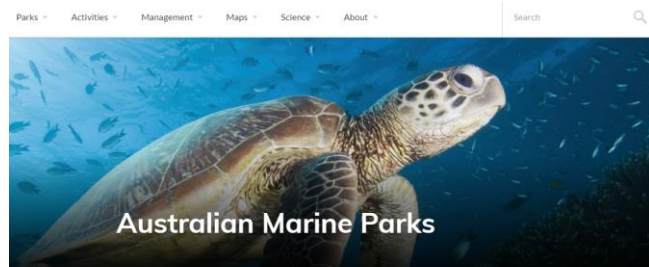 Parks Activities Management Maps Science About Search
Australian Marine Parks